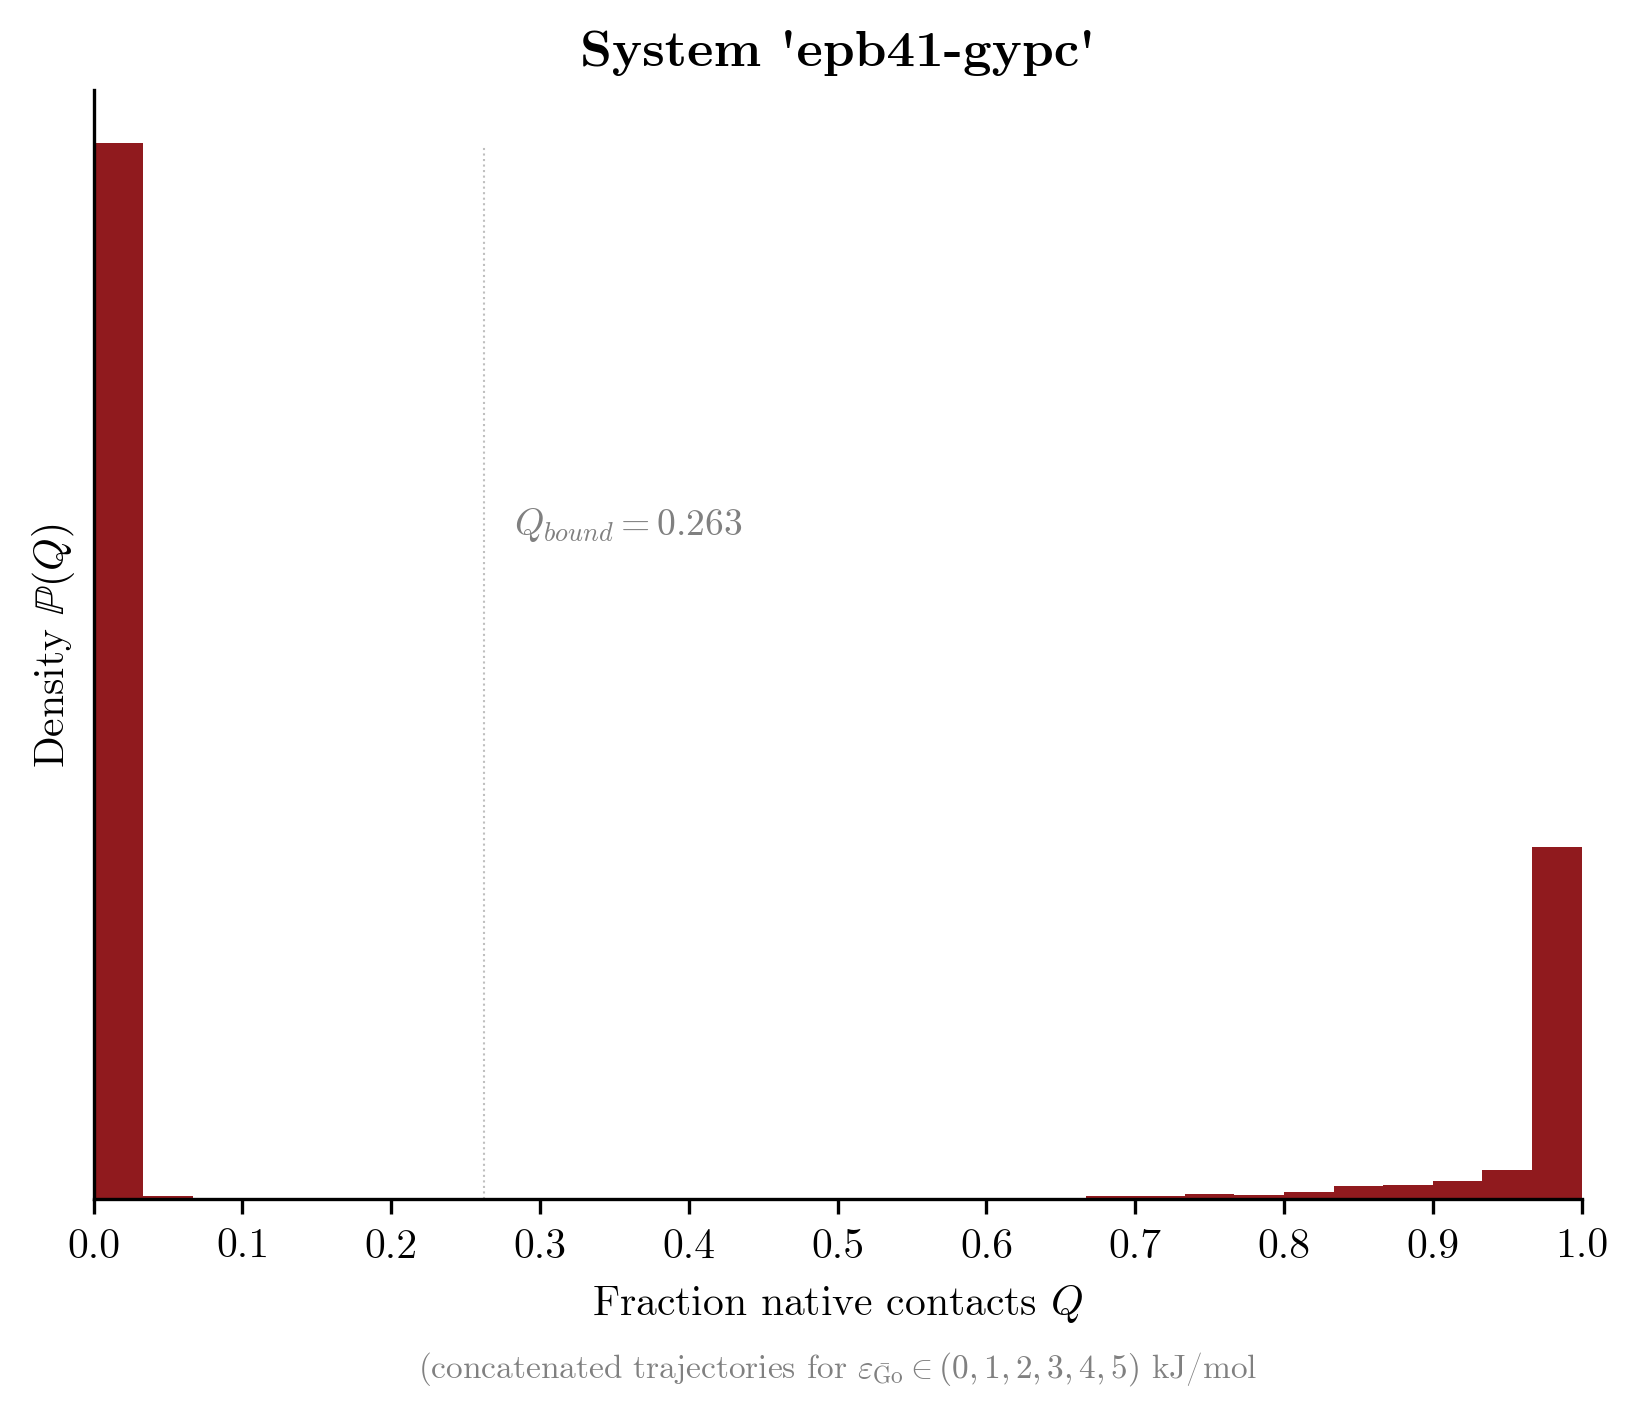 System 'epb41-gypc'
Density ℙ(Q)
Q_bound = 0.263
0.0 0.1 0.2 0.3 0.4 0.5 0.6 0.7 0.8 0.9 1.0
Fraction native contacts Q
(concatenated trajectories for ε_Ḡo ∈ (0, 1, 2, 3, 4, 5) kJ/mol